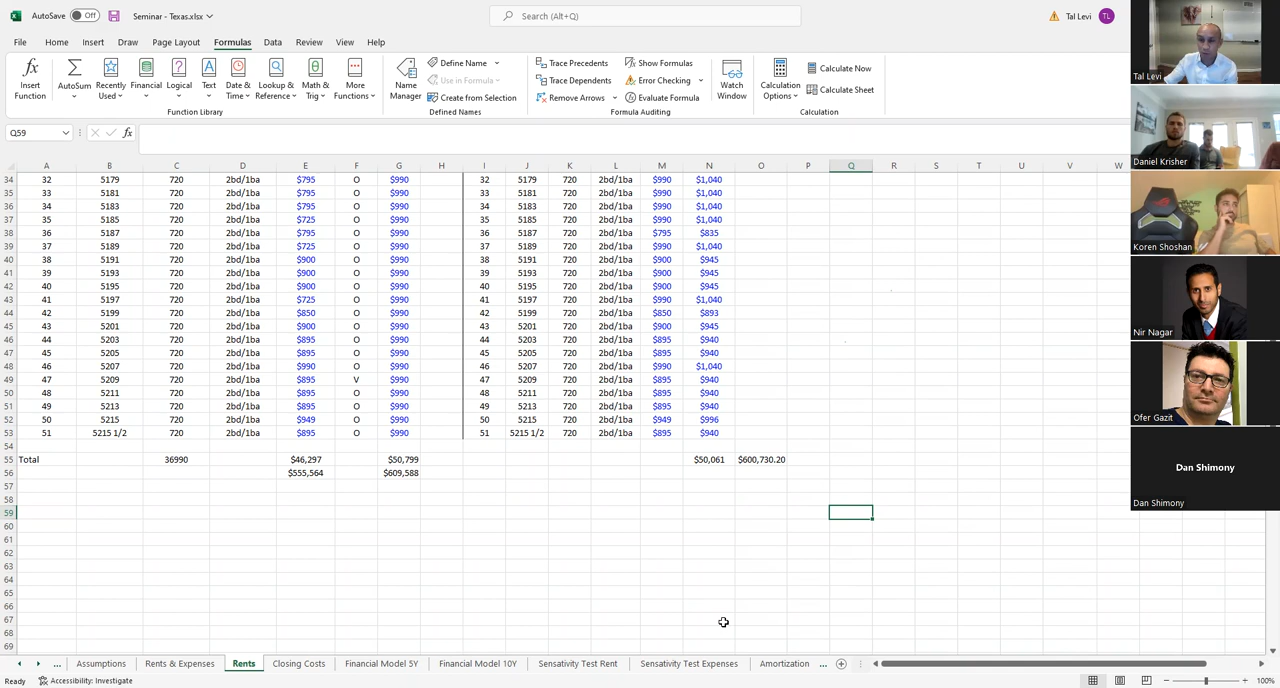 AutoSave Off Seminar - Texas.xlsx Search (Alt+Q) Tal Levi TL
File Home Insert Draw Page Layout Formulas Data Review View Help
Insert Function AutoSum Recently Used Financial Logical Text Date & Time Lookup & Reference Math & Trig More Functions
Function Library
Name Manager Define Name Use in Formula Create from Selection
Defined Names
Trace Precedents Show Formulas
Trace Dependents Error Checking
Remove Arrows Evaluate Formula
Watch Window
Formula Auditing
Calculation Options Calculate Now Calculate Sheet
Calculation
Q59 fx
A B C D E F G H I J K L M N O P Q R S T U V W
34 32 5179 720 2bd/1ba $795 O $990 32 5179 720 2bd/1ba $990 $1,040
35 33 5181 720 2bd/1ba $795 O $990 33 5181 720 2bd/1ba $990 $1,040
36 34 5183 720 2bd/1ba $795 O $990 34 5183 720 2bd/1ba $990 $1,040
37 35 5185 720 2bd/1ba $725 O $990 35 5185 720 2bd/1ba $990 $1,040
38 36 5187 720 2bd/1ba $795 O $990 36 5187 720 2bd/1ba $795 $835
39 37 5189 720 2bd/1ba $725 O $990 37 5189 720 2bd/1ba $990 $1,040
40 38 5191 720 2bd/1ba $900 O $990 38 5191 720 2bd/1ba $900 $945
41 39 5193 720 2bd/1ba $900 O $990 39 5193 720 2bd/1ba $900 $945
42 40 5195 720 2bd/1ba $900 O $990 40 5195 720 2bd/1ba $900 $945
43 41 5197 720 2bd/1ba $725 O $990 41 5197 720 2bd/1ba $990 $1,040
44 42 5199 720 2bd/1ba $850 O $990 42 5199 720 2bd/1ba $850 $893
45 43 5201 720 2bd/1ba $900 O $990 43 5201 720 2bd/1ba $900 $945
46 44 5203 720 2bd/1ba $895 O $990 44 5203 720 2bd/1ba $895 $940
47 45 5205 720 2bd/1ba $895 O $990 45 5205 720 2bd/1ba $895 $940
48 46 5207 720 2bd/1ba $990 O $990 46 5207 720 2bd/1ba $990 $1,040
49 47 5209 720 2bd/1ba $895 V $990 47 5209 720 2bd/1ba $895 $940
50 48 5211 720 2bd/1ba $895 O $990 48 5211 720 2bd/1ba $895 $940
51 49 5213 720 2bd/1ba $895 O $990 49 5213 720 2bd/1ba $895 $940
52 50 5215 720 2bd/1ba $949 O $990 50 5215 720 2bd/1ba $949 $996
53 51 5215 1/2 720 2bd/1ba $895 O $990 51 5215 1/2 720 2bd/1ba $895 $940
54
55 Total 36990 $46,297 $50,799 $50,061 $600,730.20
56 $555,564 $609,588
57
58
59
60
61
62
63
64
65
66
67
68
69
... Assumptions Rents & Expenses Rents Closing Costs Financial Model 5Y Financial Model 10Y Sensativity Test Rent Sensativity Test Expenses Amortization ...
Ready Accessibility: Investigate 100%
Tal Levi
Daniel Krisher
Koren Shoshan
Nir Nagar
Ofer Gazit
Dan Shimony
Dan Shimony